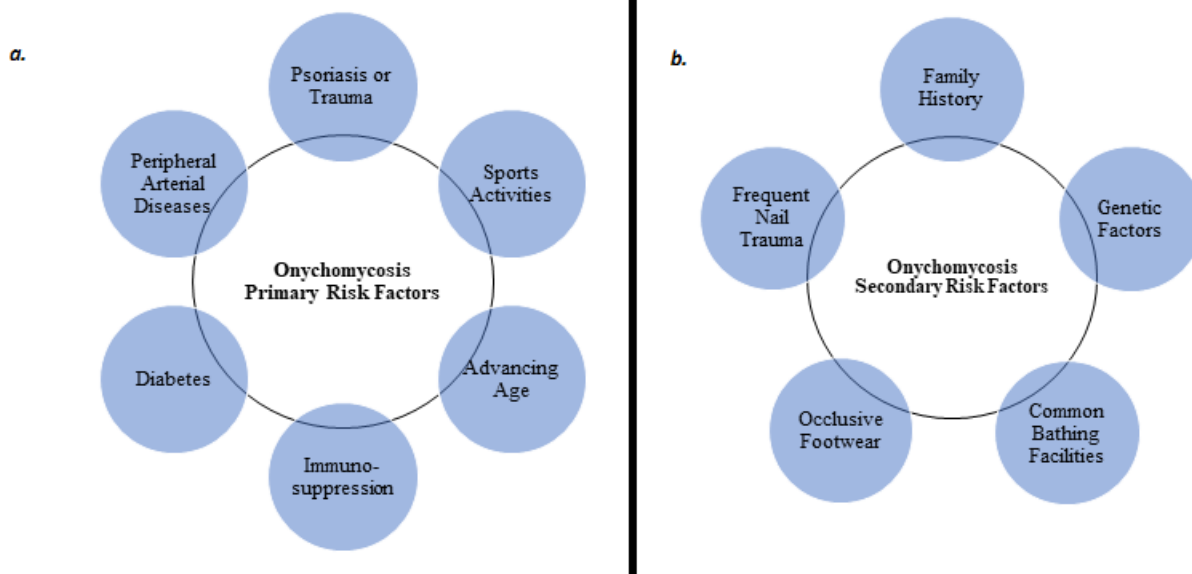 a.
Psoriasis or
Trauma
Sports
Activities
Advancing
Age
Immuno-
suppression
Diabetes
Peripheral
Arterial
Diseases
Onychomycosis
Primary Risk Factors
b.
Family
History
Genetic
Factors
Common
Bathing
Facilities
Occlusive
Footwear
Frequent
Nail
Trauma
Onychomycosis
Secondary Risk Factors